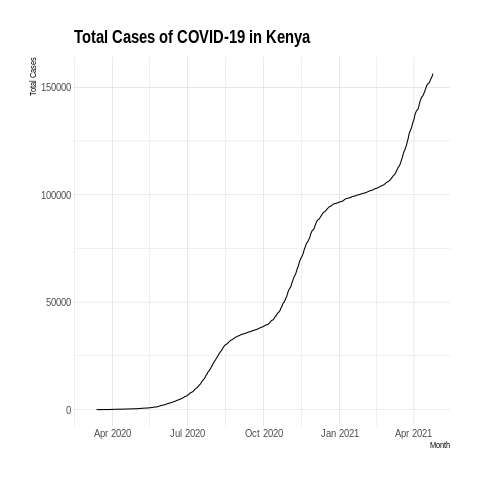 Total Cases of COVID-19 in Kenya
Total Cases
150000
100000
50000
0
Apr 2020 Jul 2020 Oct 2020 Jan 2021 Apr 2021
Month